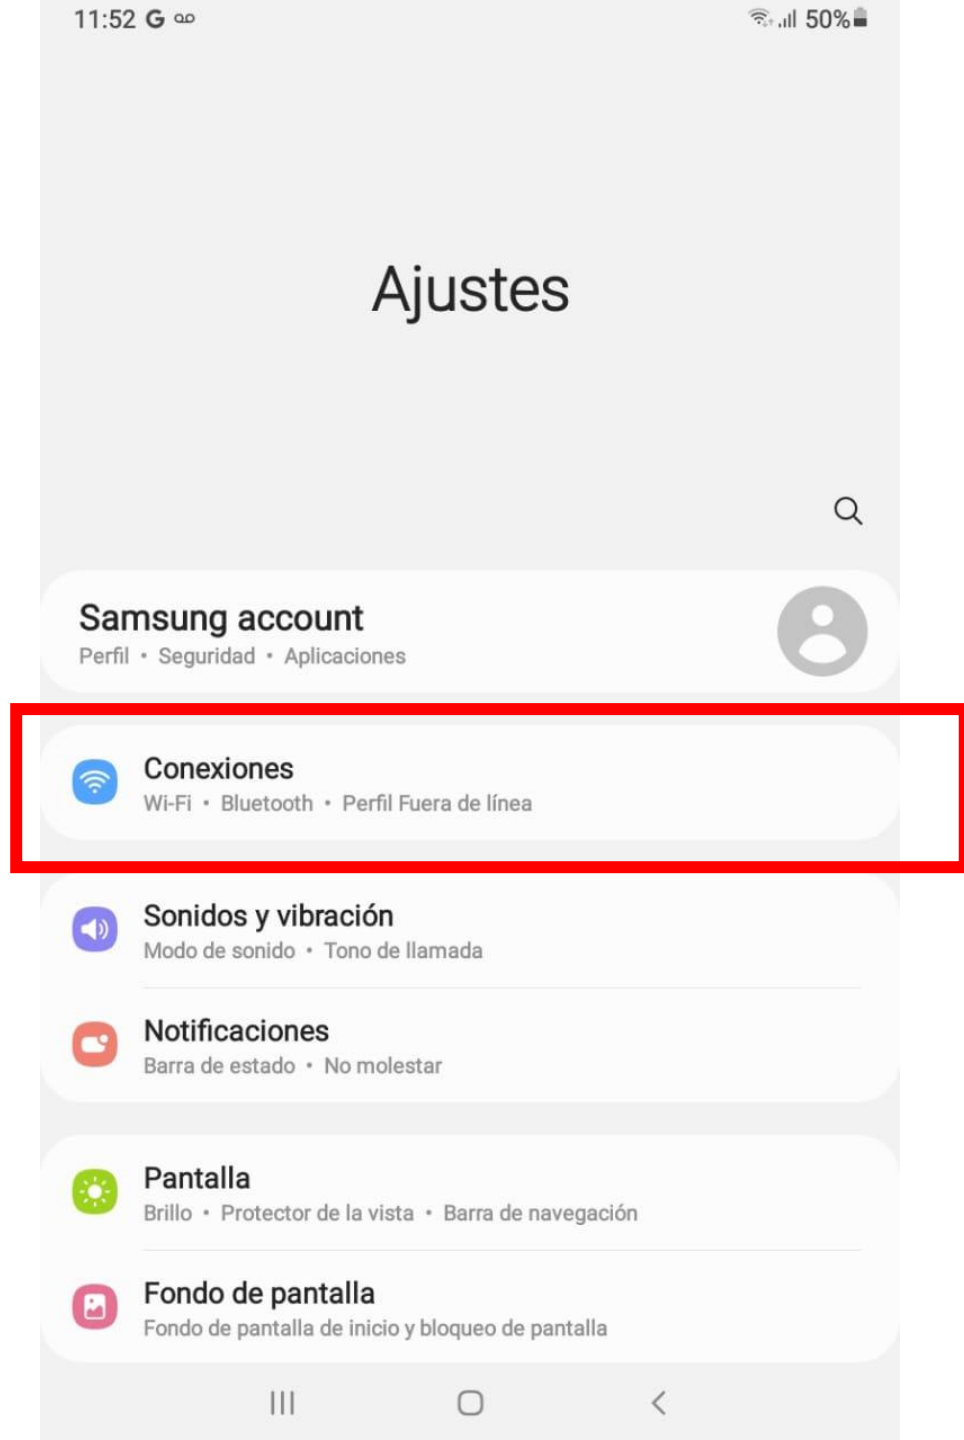 11:52 G
50%
Ajustes
Samsung account
Perfil • Seguridad • Aplicaciones
Conexiones
Wi-Fi • Bluetooth • Perfil Fuera de línea
Sonidos y vibración
Modo de sonido • Tono de llamada
Notificaciones
Barra de estado • No molestar
Pantalla
Brillo • Protector de la vista • Barra de navegación
Fondo de pantalla
Fondo de pantalla de inicio y bloqueo de pantalla